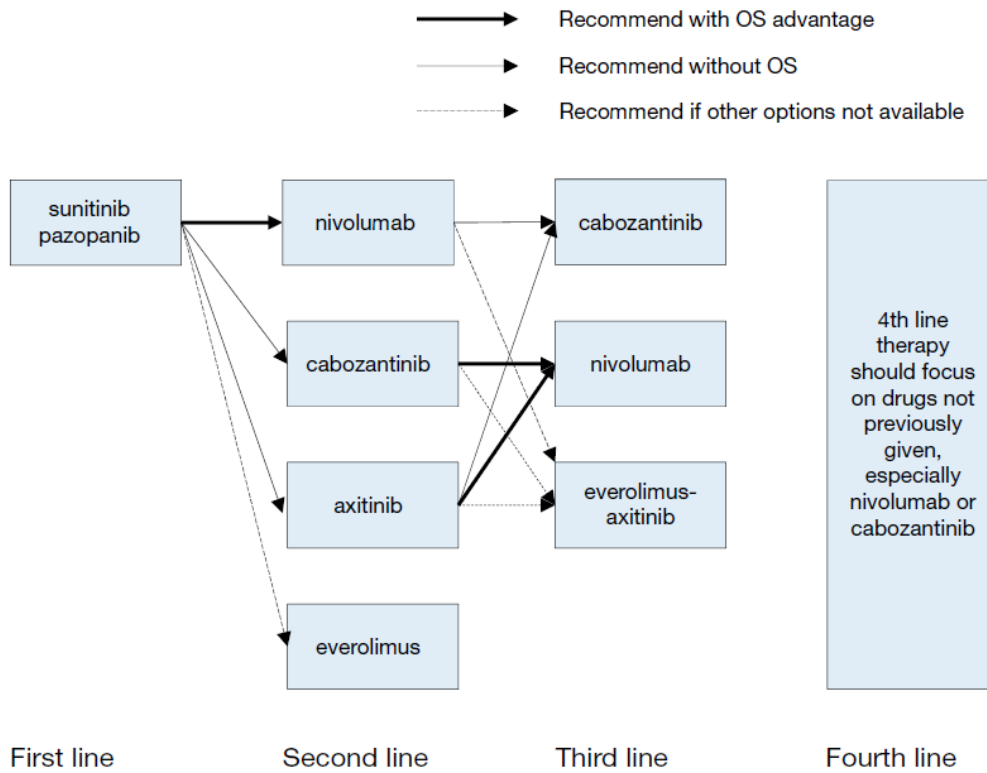 Recommend with OS advantage
Recommend without OS
Recommend if other options not available
sunitinib
pazopanib
nivolumab
cabozantinib
cabozantinib
nivolumab
axitinib
everolimus-
axitinib
everolimus
4th line
therapy
should focus
on drugs not
previously
given,
especially
nivolumab or
cabozantinib
First line
Second line
Third line
Fourth line